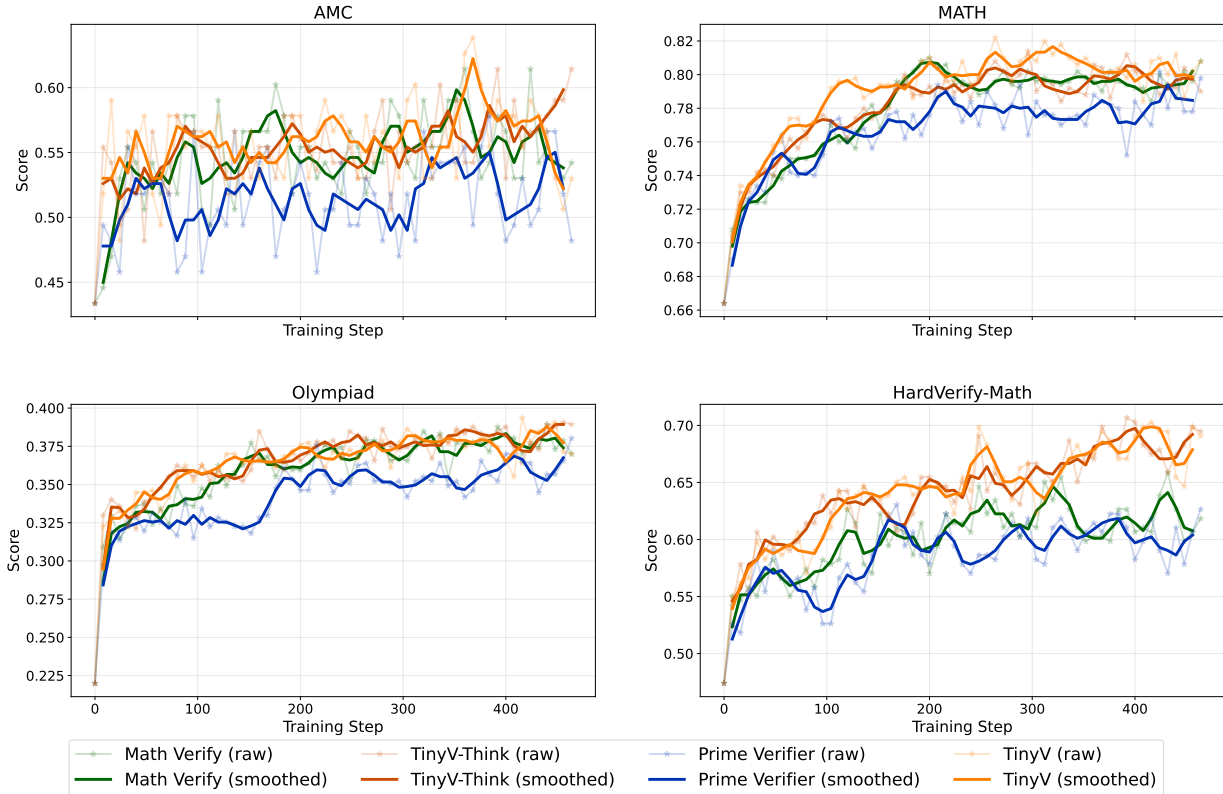 AMC
MATH
0.60
0.55
0.50
0.45
Score
Training Step
0.82
0.80
0.78
0.76
0.74
0.72
0.70
0.68
0.66
Score
Training Step
Olympiad
HardVerify-Math
0.400
0.375
0.350
0.325
0.300
0.275
0.250
0.225
Score
0 100 200 300 400
Training Step
0.70
0.65
0.60
0.55
0.50
Score
0 100 200 300 400
Training Step
Math Verify (raw) TinyV-Think (raw) Prime Verifier (raw) TinyV (raw)
Math Verify (smoothed) TinyV-Think (smoothed) Prime Verifier (smoothed) TinyV (smoothed)